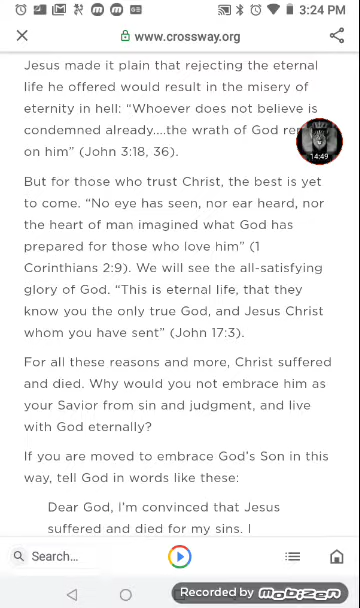 3:24 PM
www.crossway.org
Jesus made it plain that rejecting the eternal
life he offered would result in the misery of
eternity in hell: “Whoever does not believe is
condemned already....the wrath of God
on him” (John 3:18, 36).
14:49
But for those who trust Christ, the best is yet
to come. “No eye has seen, nor ear heard, nor
the heart of man imagined what God has
prepared for those who love him” (1
Corinthians 2:9). We will see the all-satisfying
glory of God. “This is eternal life, that they
know you the only true God, and Jesus Christ
whom you have sent” (John 17:3).
For all these reasons and more, Christ suffered
and died. Why would you not embrace him as
your Savior from sin and judgment, and live
with God eternally?
If you are moved to embrace God’s Son in this
way, tell God in words like these:
Dear God, I’m convinced that Jesus
suffered and died for my sins. I
Search...
Recorded by mobizen